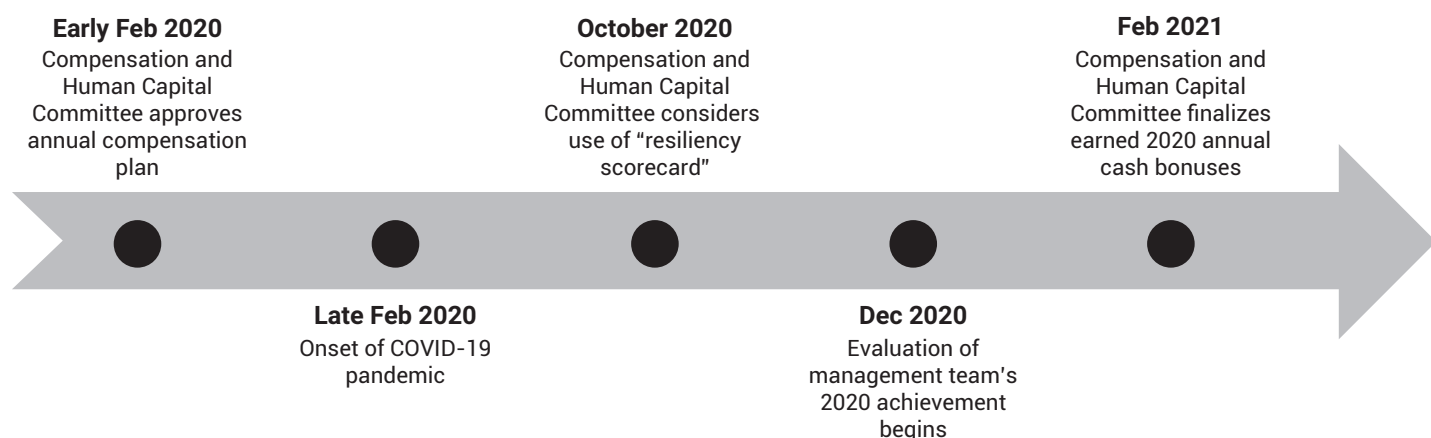 Early Feb 2020
Compensation and
Human Capital
Committee approves
annual compensation
plan
Late Feb 2020
Onset of COVID-19
pandemic
October 2020
Compensation and
Human Capital
Committee considers
use of “resiliency
scorecard”
Dec 2020
Evaluation of
management team's
2020 achievement
begins
Feb 2021
Compensation and
Human Capital
Committee finalizes
earned 2020 annual
cash bonuses